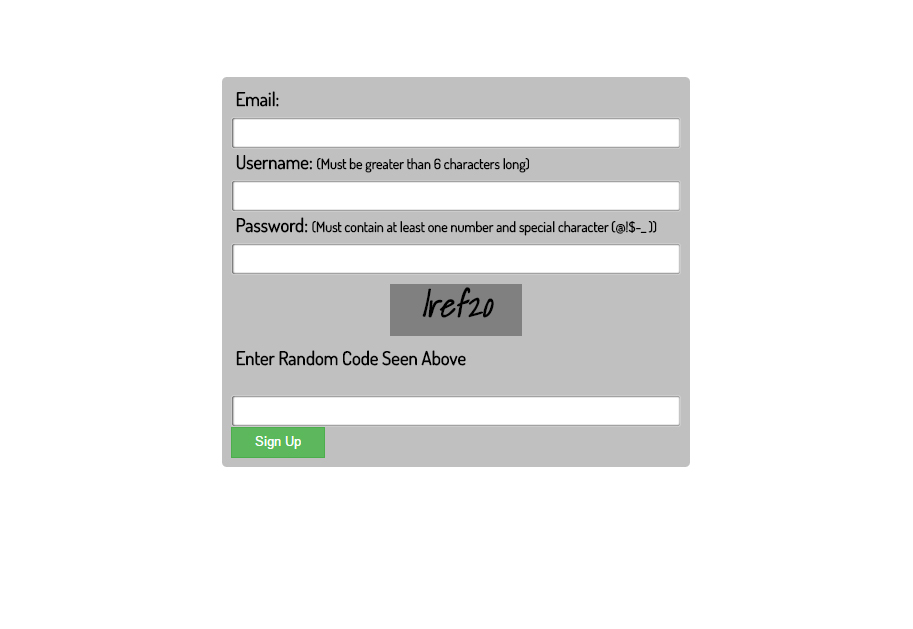 Email:
Username: (Must be greater than 6 characters long)
Password: (Must contain at least one number and special character (@!$-_ ))
Enter Random Code Seen Above
Sign Up